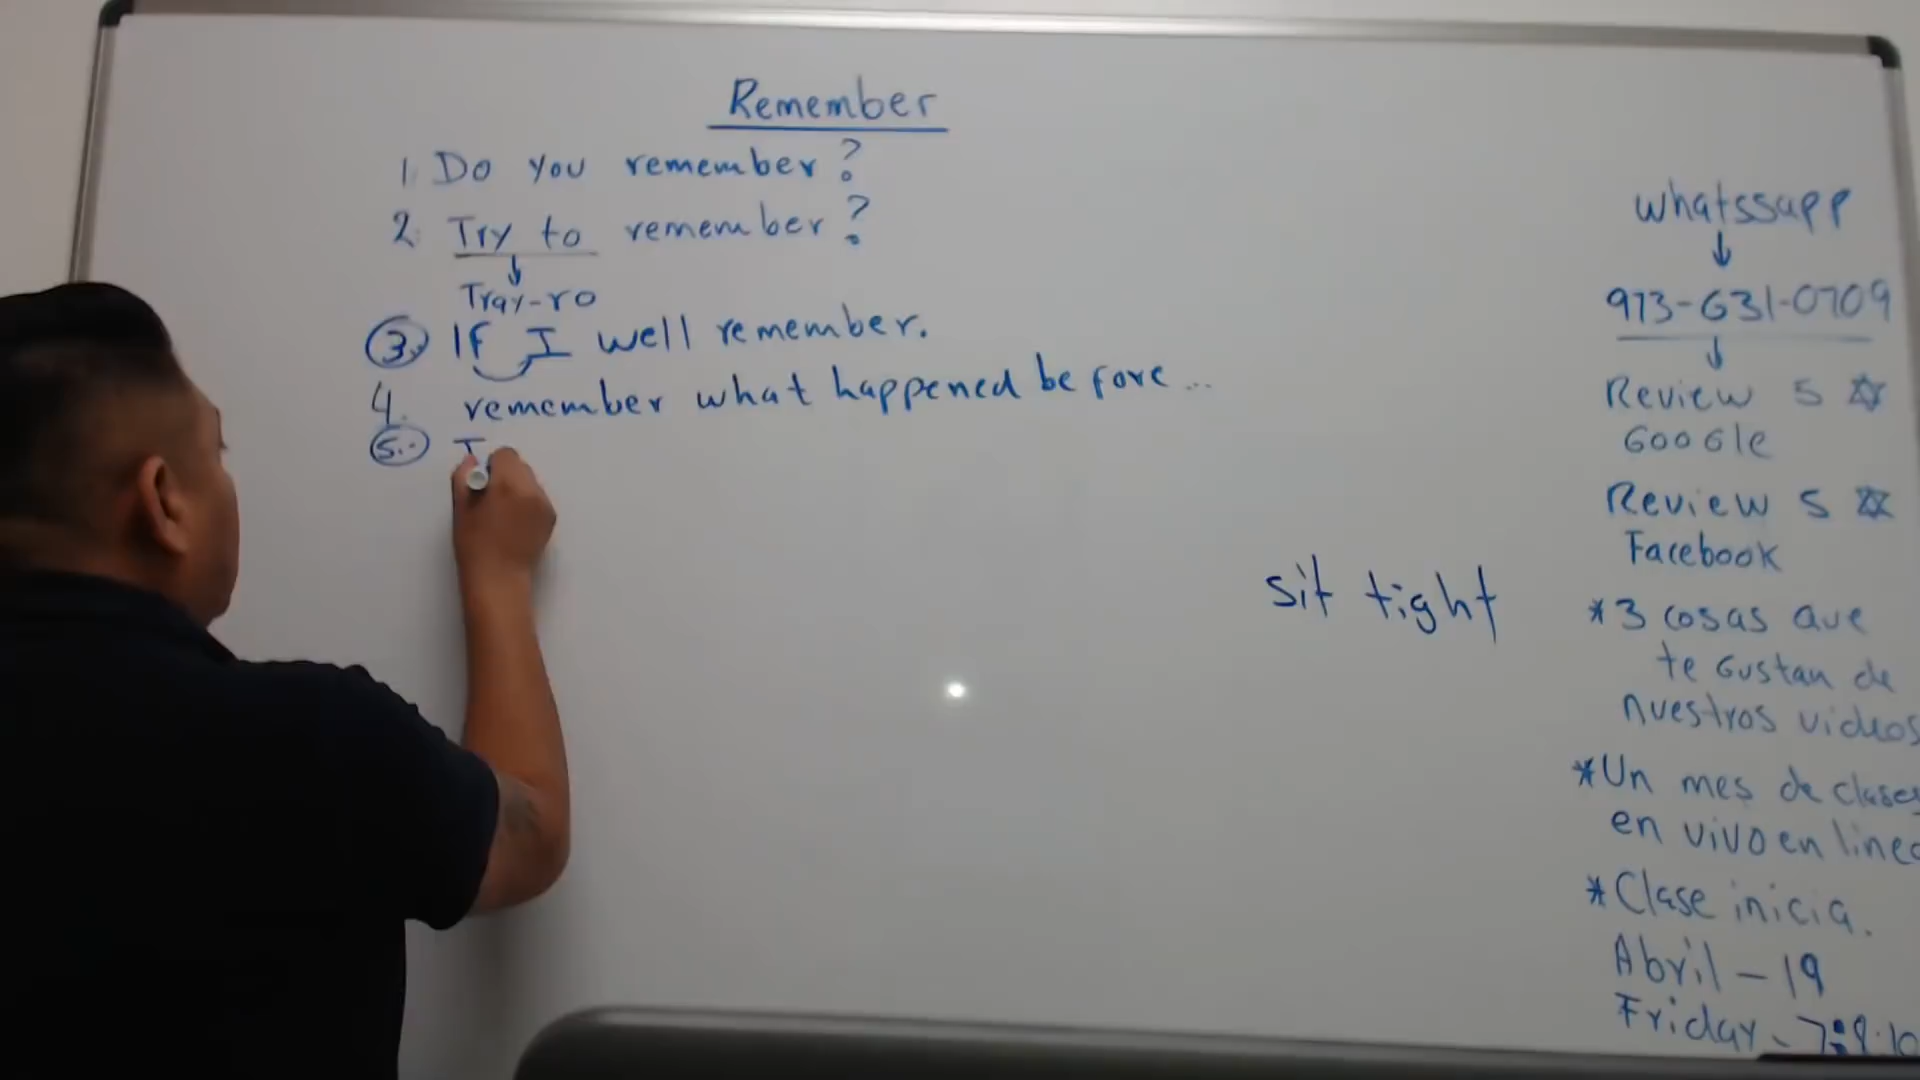 Remember
1. Do you remember?
2. Try to remember?
Tray-ro
3. If I well remember.
4. remember what happened before...
5.
sit tight
whatssapp
973-631-0709
Review 5
Google
Review 5
Facebook
*3 cosas que
te Gustan de
nuestros videos
*Un mes de clases
en vivo en linea
*Clase inicia.
Abril - 19
Friday -